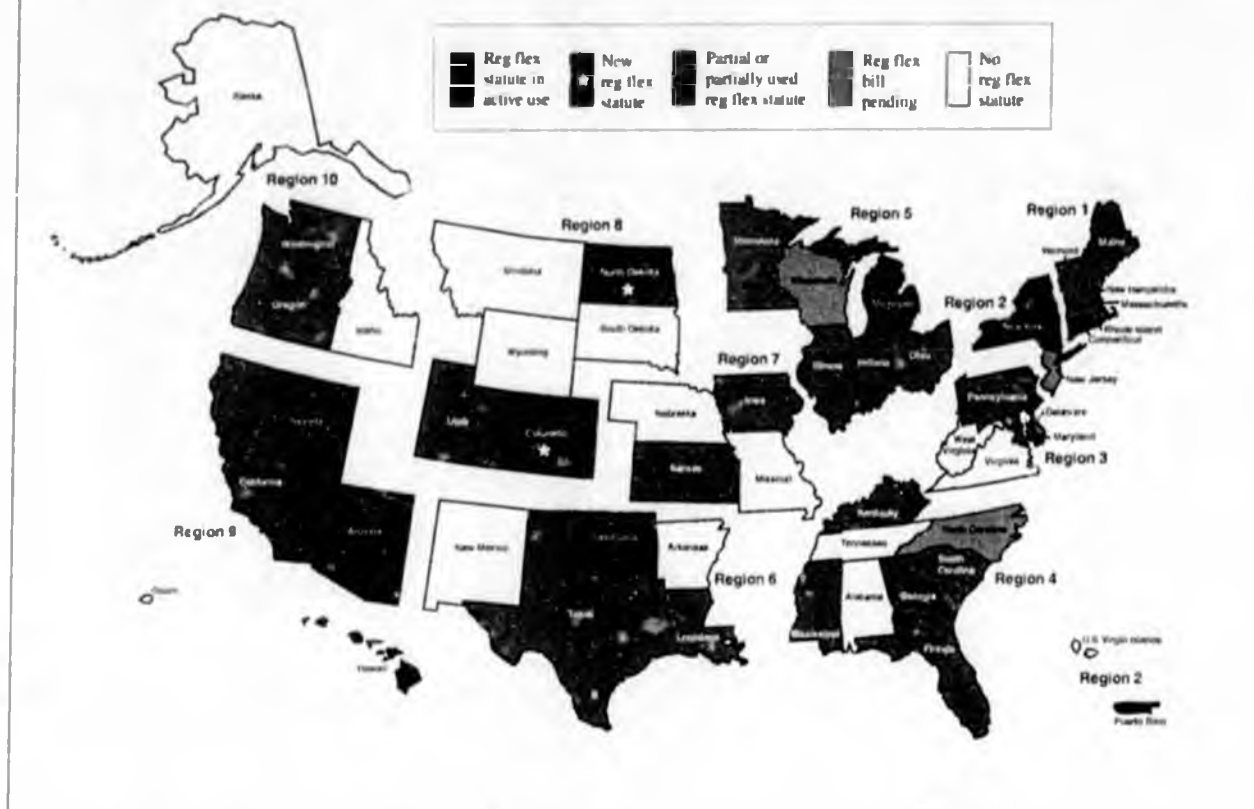 Reg flex
statute in
active use
New
reg flex
statute
Partial or
partially used
reg flex statute
Reg flex
bill
pending
No
reg flex
statute
Alaska
Region 10
Region 8
Region 5
Region 1
Washington
Montana
North Dakota
Minnesota
Wisconsin
Vermont
Maine
Oregon
Idaho
Wyoming
South Dakota
Michigan
Region 2
New York
New Hampshire
Massachusetts
Rhode Island
Connecticut
Region 7
Iowa
Illinois
Indiana
Ohio
New Jersey
Nevada
Utah
Colorado
Nebraska
Pennsylvania
Delaware
Maryland
California
Kansas
Missouri
West
Virginia
Virginia
Region 3
Region 9
Arizona
New Mexico
Oklahoma
Arkansas
Kentucky
Tennessee
North Carolina
South
Carolina
Region 6
Region 4
Guam
Texas
Louisiana
Mississippi
Alabama
Georgia
Florida
Hawaii
U.S. Virgin Islands
Region 2
Puerto Rico